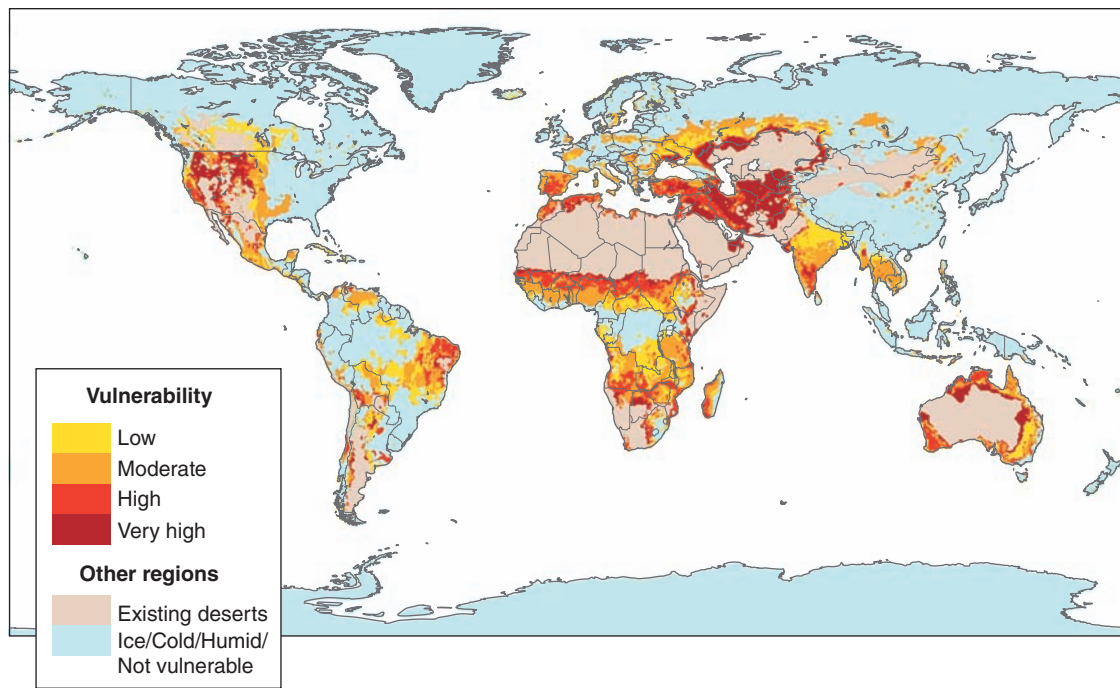 Vulnerability
Low
Moderate
High
Very high
Other regions
Existing deserts
Ice/Cold/Humid/
Not vulnerable